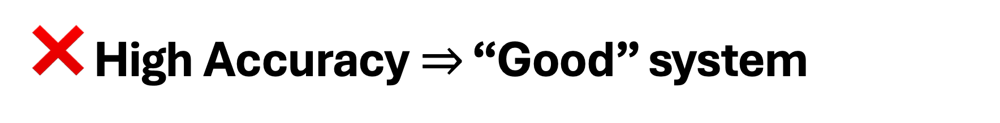 ❌ High Accuracy ⇒ “Good” system